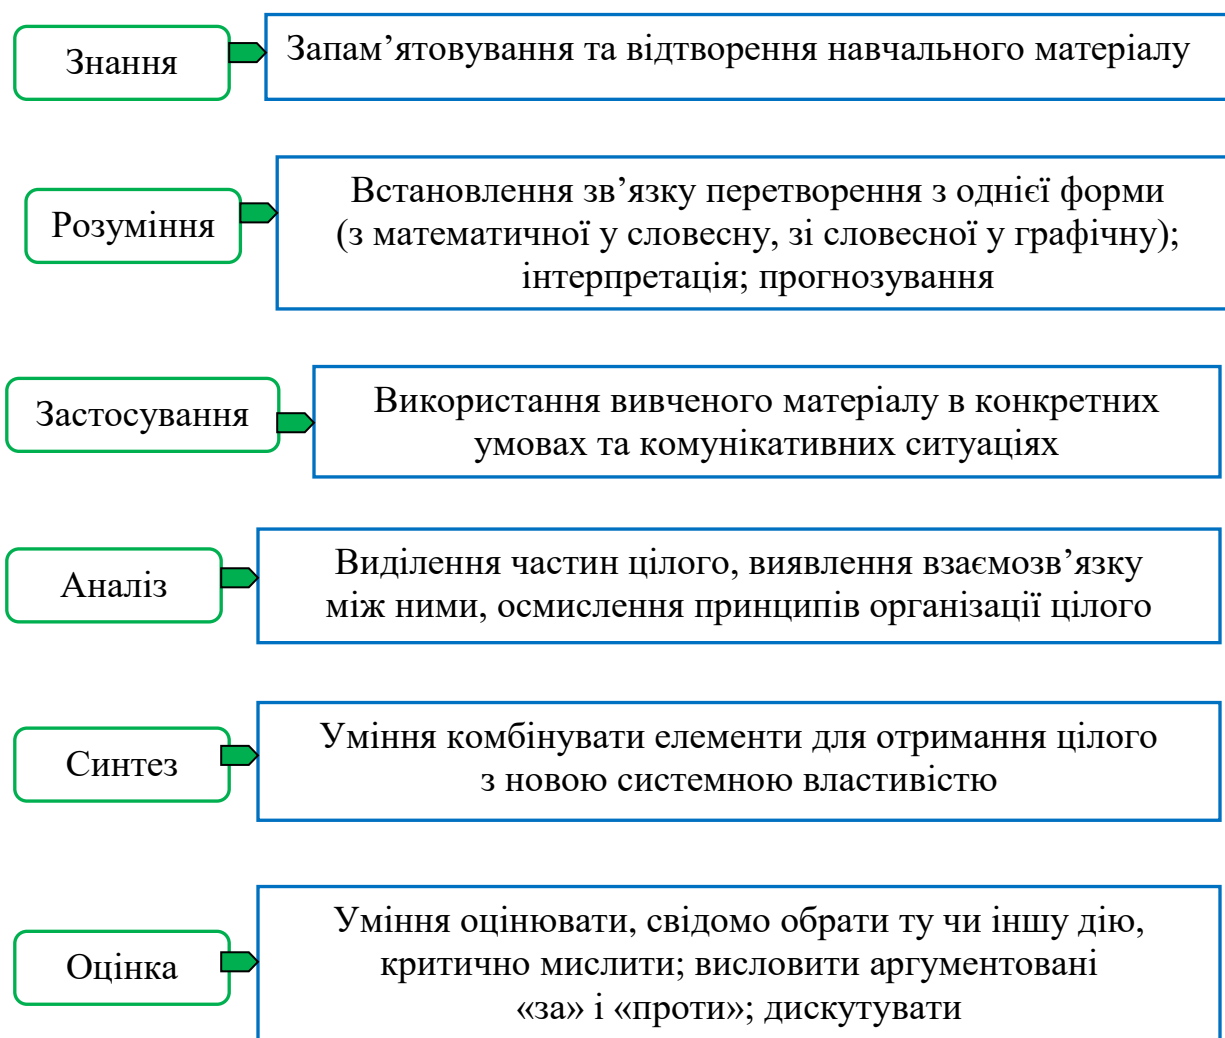 Знання
Запам’ятовування та відтворення навчального матеріалу
Розуміння
Встановлення зв’язку перетворення з однієї форми
(з математичної у словесну, зі словесної у графічну);
інтерпретація; прогнозування
Застосування
Використання вивченого матеріалу в конкретних
умовах та комунікативних ситуаціях
Аналіз
Виділення частин цілого, виявлення взаємозв’язку
між ними, осмислення принципів організації цілого
Синтез
Уміння комбінувати елементи для отримання цілого
з новою системною властивістю
Оцінка
Уміння оцінювати, свідомо обрати ту чи іншу дію,
критично мислити; висловити аргументовані
«за» і «проти»; дискутувати